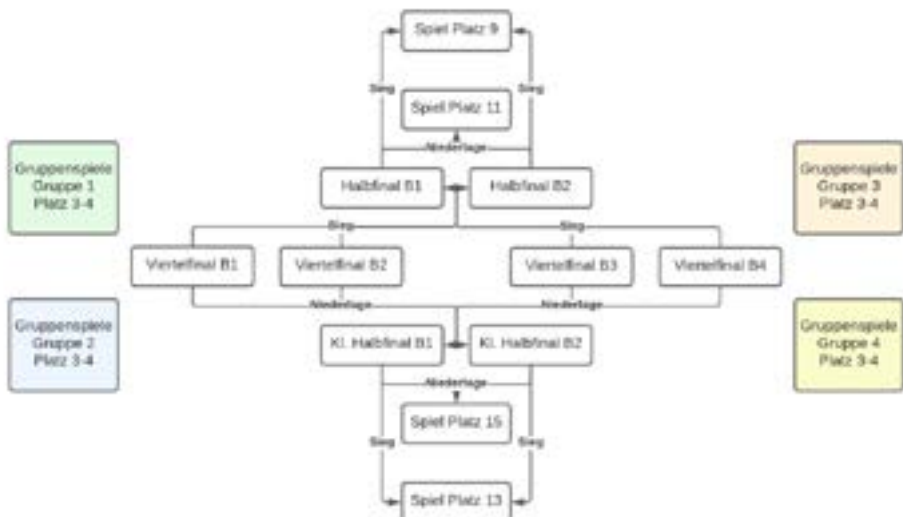 Spiel Platz 9
Sieg
Sieg
Spiel Platz 11
Niederlage
Gruppenspiele
Gruppe 1
Platz 3-4
Halbfinal B1
Halbfinal B2
Gruppenspiele
Gruppe 3
Platz 3-4
Sieg
Sieg
Viertelfinal B1
Viertelfinal B2
Viertelfinal B3
Viertelfinal B4
Niederlage
Niederlage
Gruppenspiele
Gruppe 2
Platz 3-4
Kl. Halbfinal B1
Kl. Halbfinal B2
Gruppenspiele
Gruppe 4
Platz 3-4
Niederlage
Spiel Platz 15
Sieg
Sieg
Spiel Platz 13